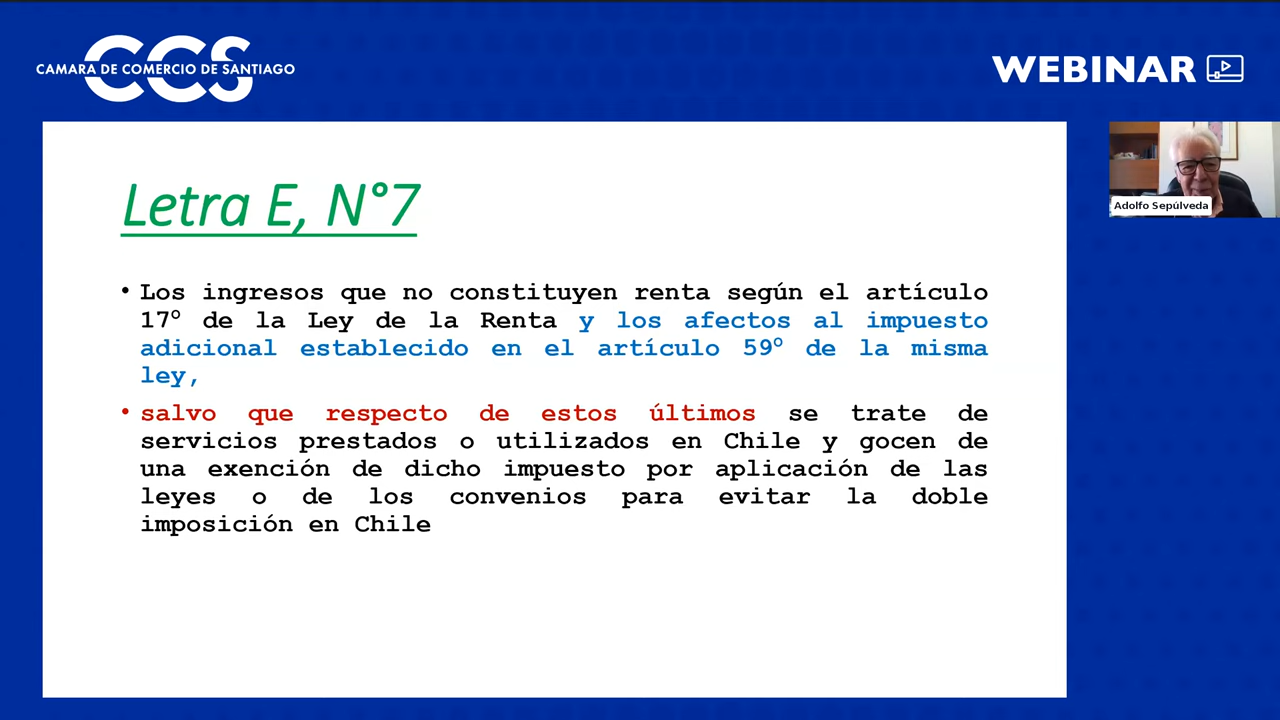 CCS
CAMARA DE COMERCIO DE SANTIAGO
WEBINAR
Letra E, N°7
• Los ingresos que no constituyen renta según el artículo
17º de la Ley de la Renta y los afectos al impuesto
adicional establecido en el artículo 59º de la misma
ley,
• salvo que respecto de estos últimos se trate de
servicios prestados o utilizados en Chile y gocen de
una exención de dicho impuesto por aplicación de las
leyes o de los convenios para evitar la doble
imposición en Chile
Adolfo Sepúlveda